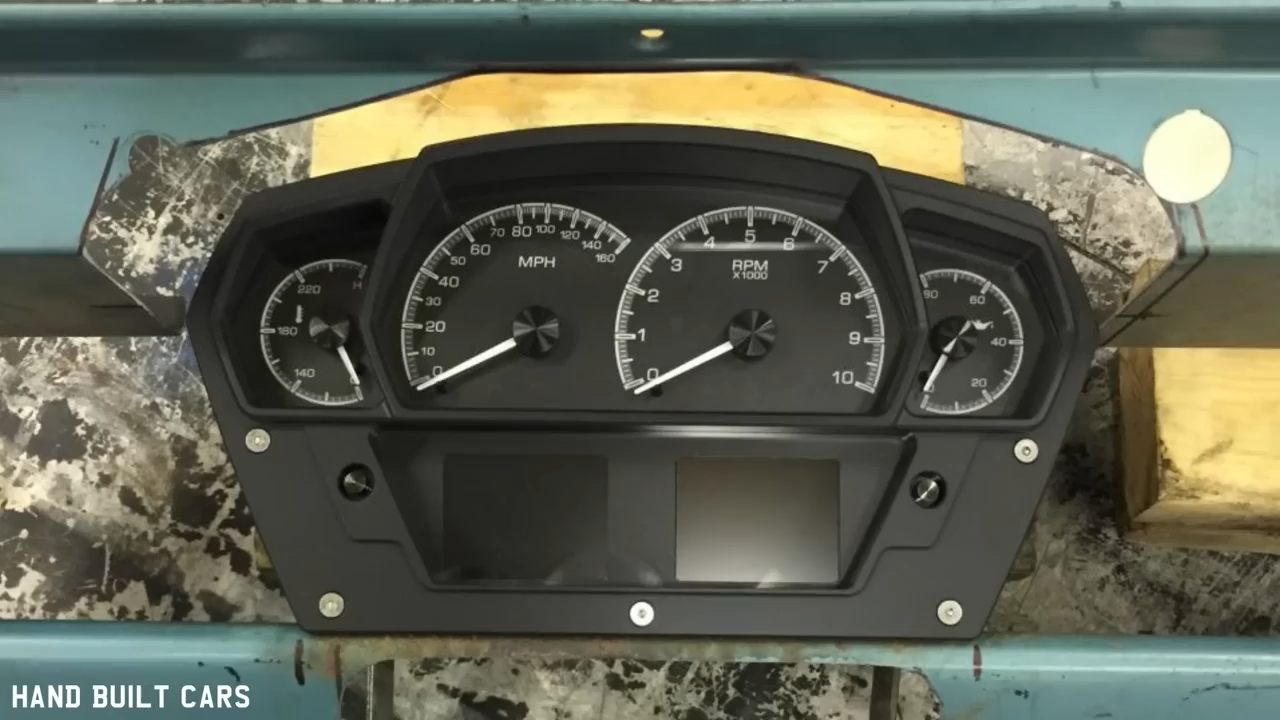 220 H
180
140
70 80 100 120 140 160
60
50
40
30
20
10
0
MPH
0 1 2 3 4 5 6 7 8 9 10
RPM
X1000
80 60
40
20
HAND BUILT CARS